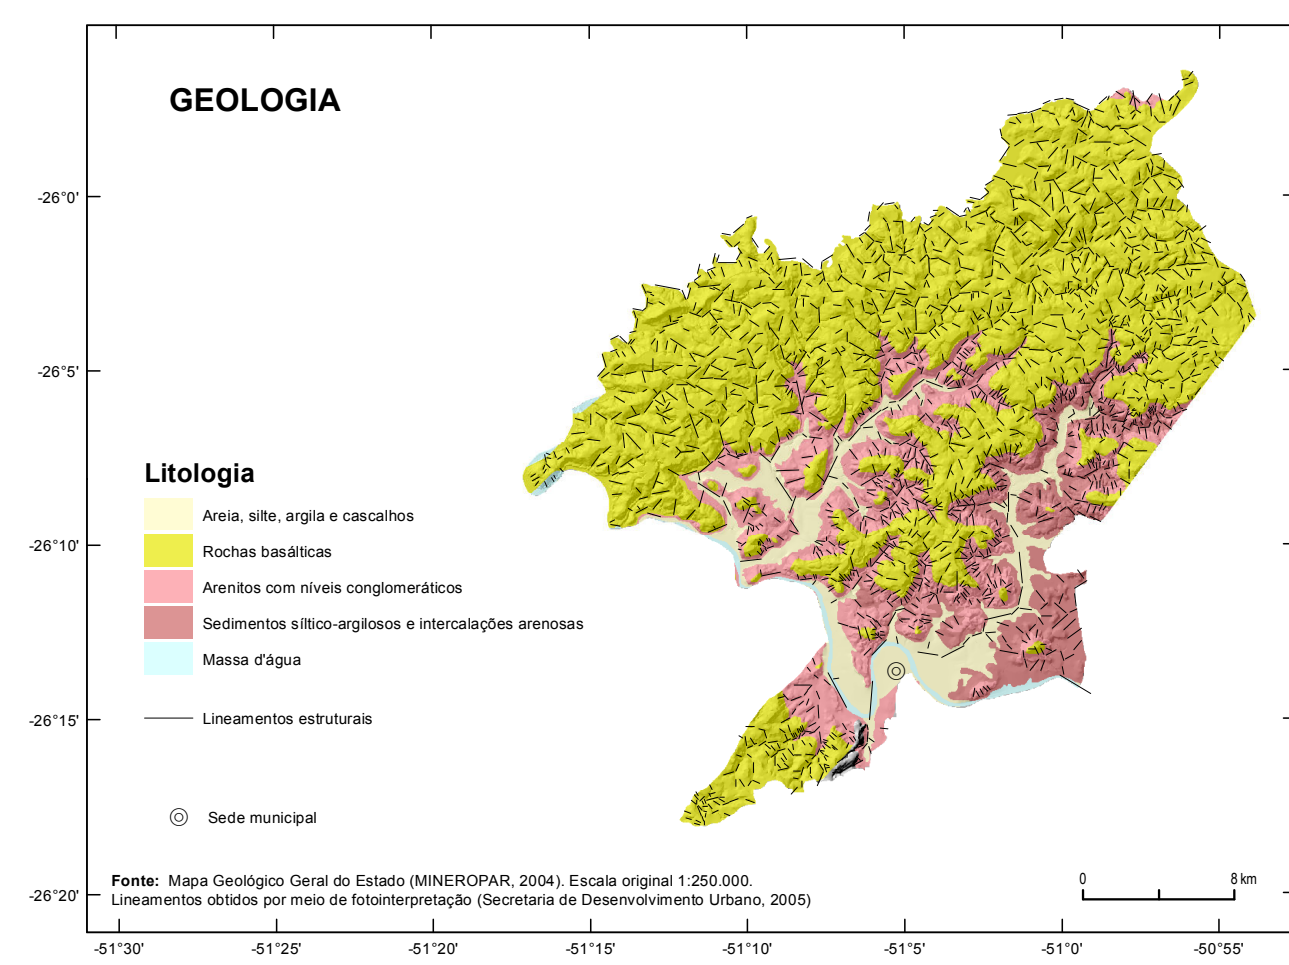 GEOLOGIA
-26°0'
-26°5'
-26°10'
-26°15'
-26°20'
Litologia
Areia, silte, argila e cascalhos
Rochas basálticas
Arenitos com níveis conglomeráticos
Sedimentos síltico-argilosos e intercalações arenosas
Massa d'água
Lineamentos estruturais
Sede municipal
Fonte: Mapa Geológico Geral do Estado (MINEROPAR, 2004). Escala original 1:250.000.
Lineamentos obtidos por meio de fotointerpretação (Secretaria de Desenvolvimento Urbano, 2005)
0 8 km
-51°30' -51°25' -51°20' -51°15' -51°10' -51°5' -51°0' -50°55'